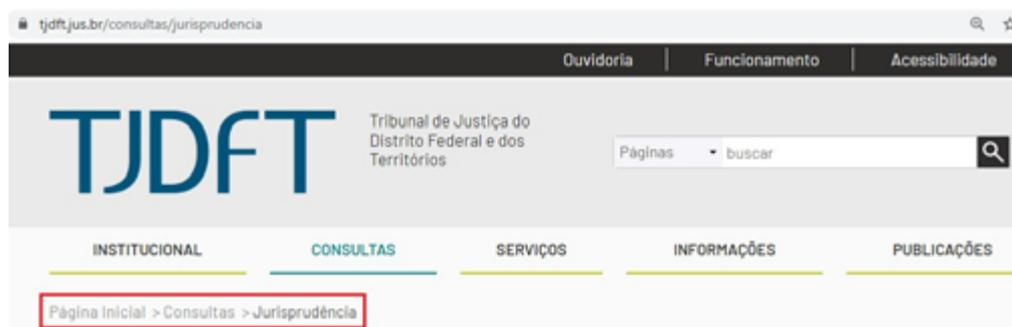 tjdft.jus.br/consultas/jurisprudencia
Ouvidoria | Funcionamento | Acessibilidade
TJDFT
Tribunal de Justiça do
Distrito Federal e dos
Territórios
Páginas buscar
INSTITUCIONAL CONSULTAS SERVIÇOS INFORMAÇÕES PUBLICAÇÕES
Página Inicial > Consultas > Jurisprudência